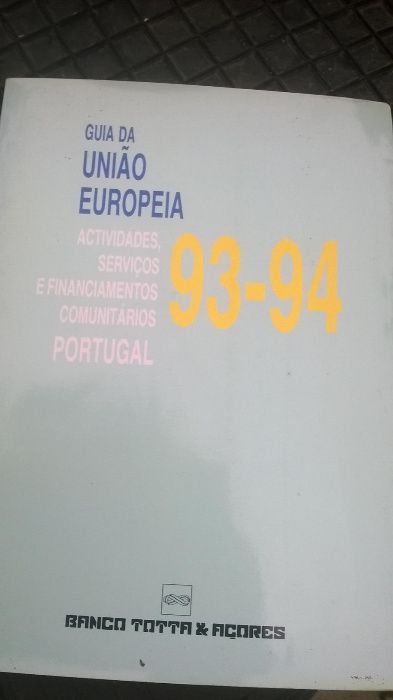 GUIA DA
UNIÃO
EUROPEIA
ACTIVIDADES,
SERVIÇOS
E FINANCIAMENTOS
COMUNITÁRIOS
PORTUGAL
93-94
BANCO TOTTA & AÇORES